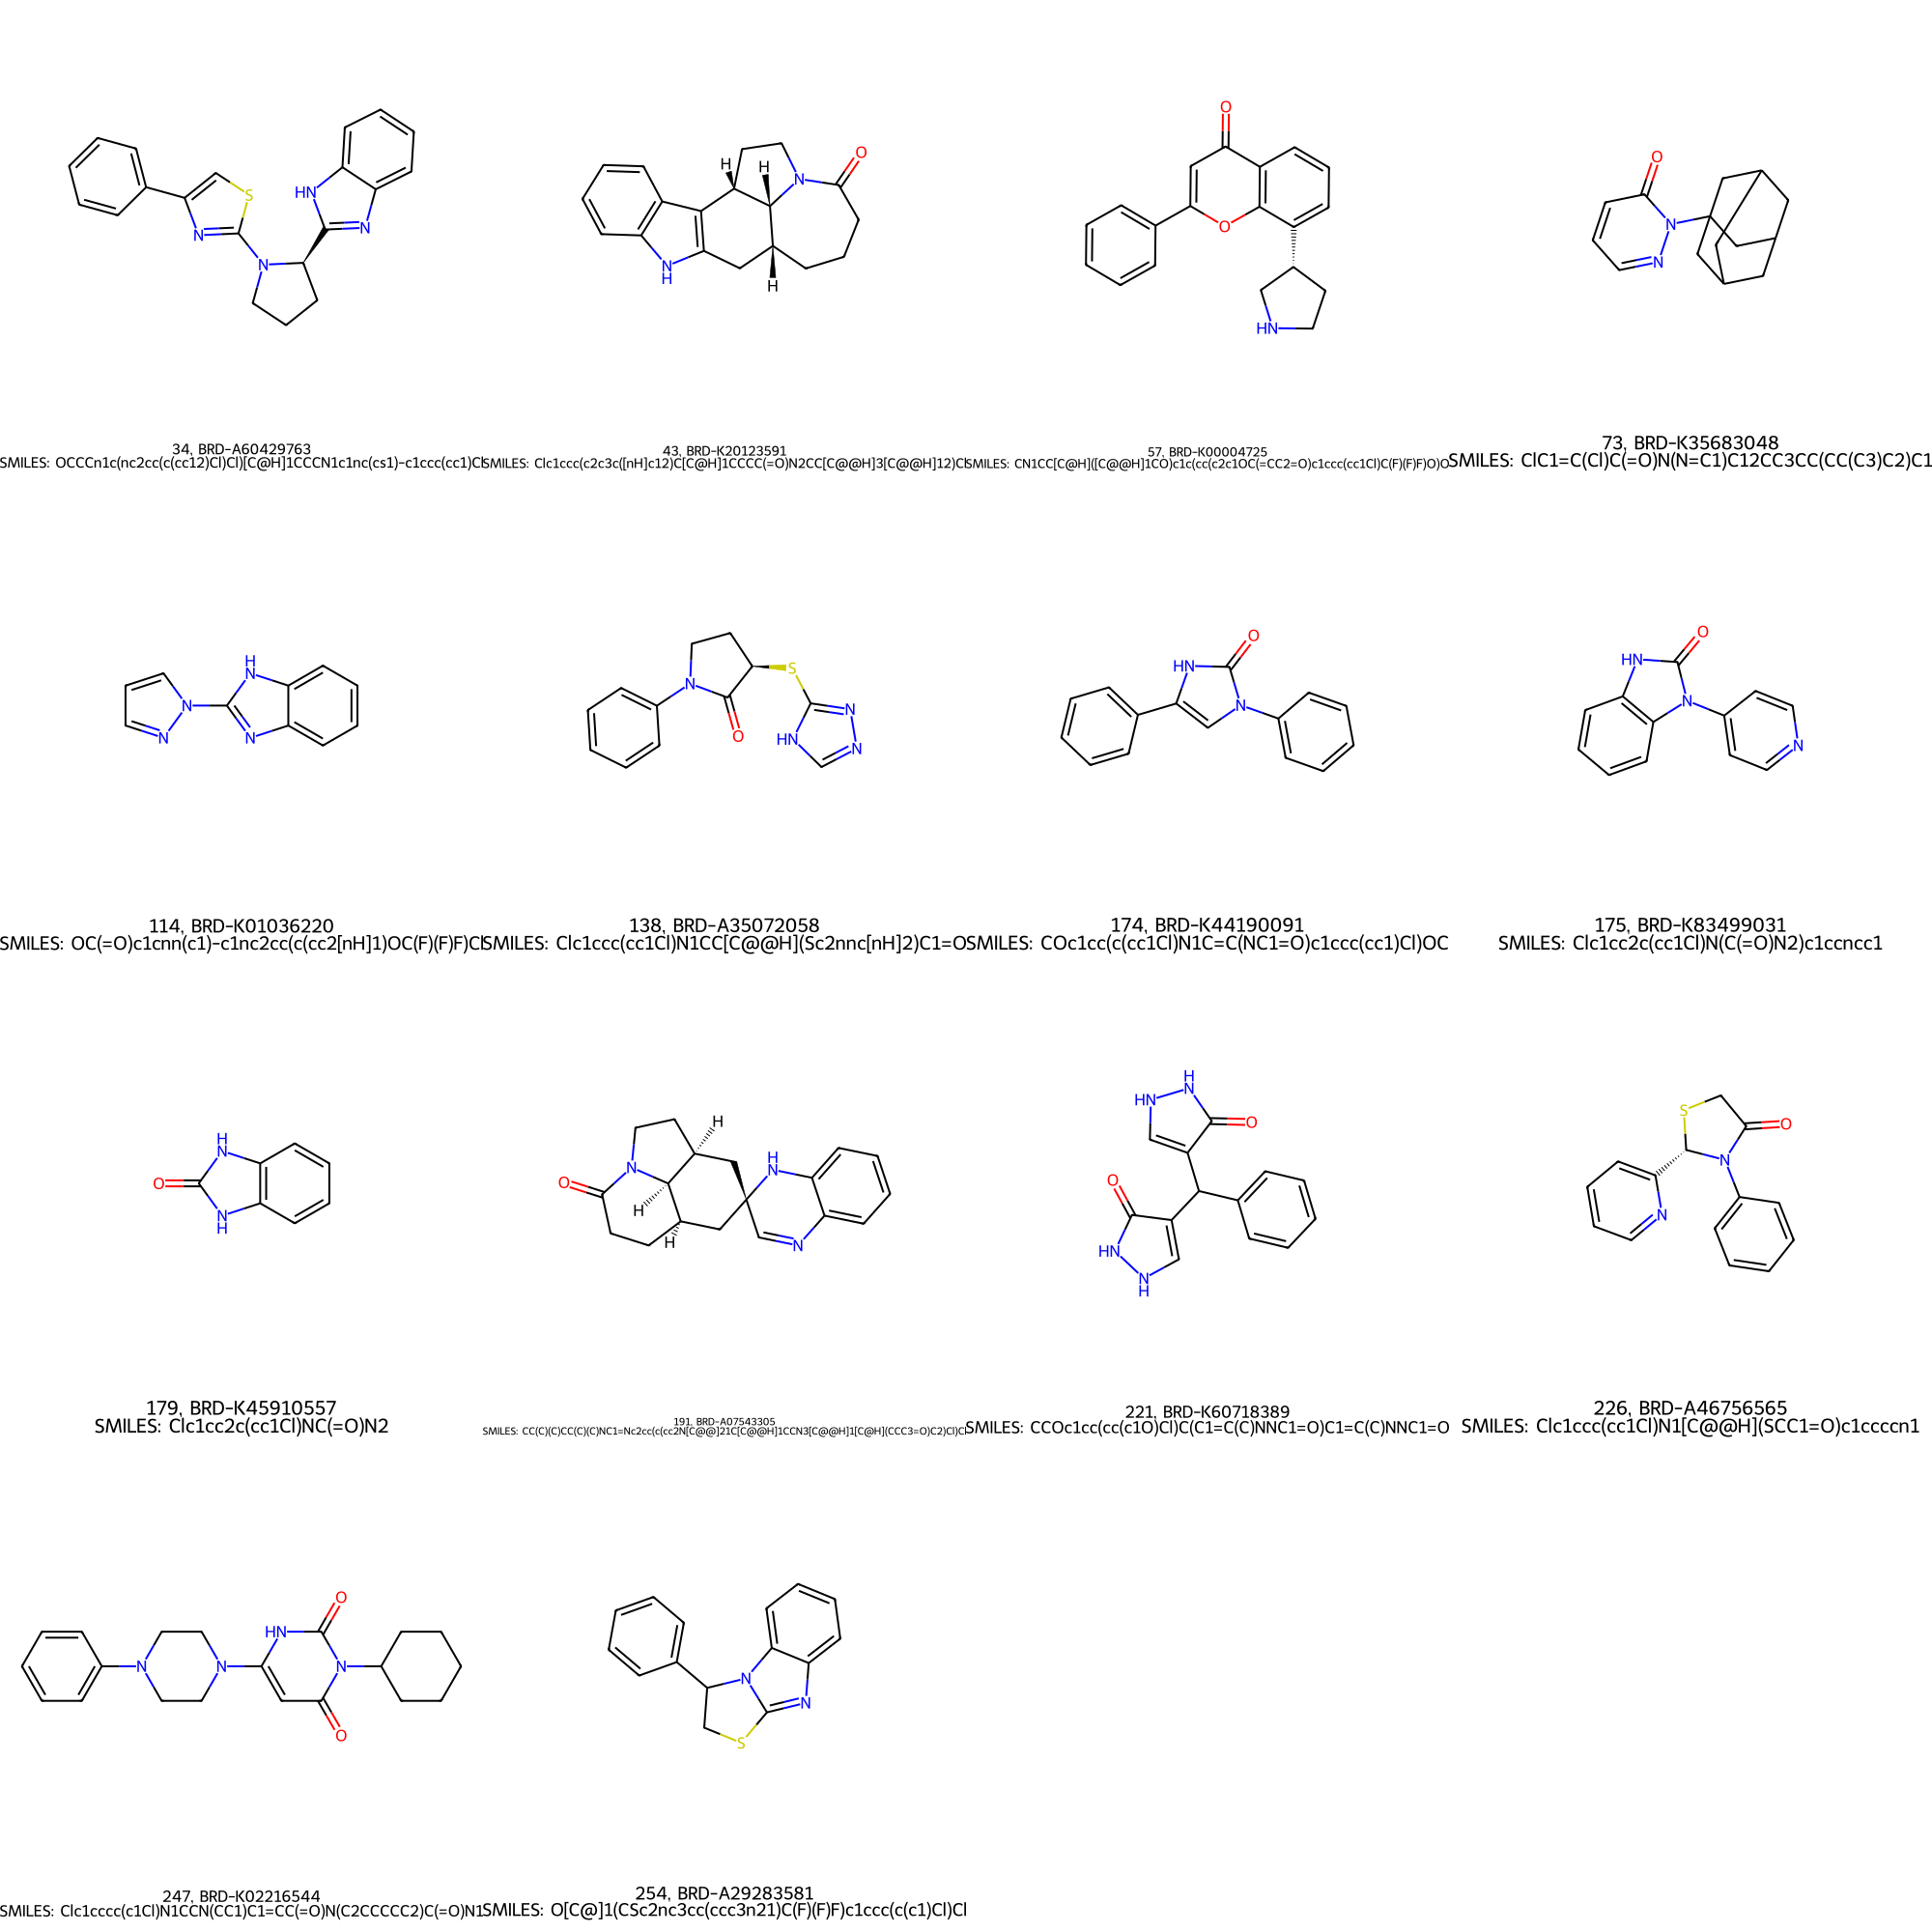 34, BRD-A60429763
SMILES: OCCCn1c(nc2cc(c(cc12)Cl)Cl)[C@H]1CCCN1c1nc(cs1)-c1ccc(cc1)Cl
43, BRD-K20123591
SMILES: Clc1ccc(c2c3c([nH]c12)C[C@H]1CCCC(=O)N2CC[C@@H]3[C@@H]12)Cl
57, BRD-K00004725
SMILES: CN1CC[C@H]([C@@H]1CO)c1c(cc(c2c1OC(=CC2=O)c1ccc(cc1Cl)C(F)(F)F)O)O
73, BRD-K35683048
SMILES: ClC1=C(Cl)C(=O)N(N=C1)C12CC3CC(CC(C3)C2)C1
114, BRD-K01036220
SMILES: OC(=O)c1cnn(c1)-c1nc2cc(c(cc2[nH]1)OC(F)(F)F)Cl
138, BRD-A35072058
SMILES: Clc1ccc(cc1Cl)N1CC[C@@H](Sc2nnc[nH]2)C1=O
174, BRD-K44190091
SMILES: COc1cc(c(cc1Cl)N1C=C(NC1=O)c1ccc(cc1)Cl)OC
175, BRD-K83499031
SMILES: Clc1cc2c(cc1Cl)N(C(=O)N2)c1ccncc1
179, BRD-K45910557
SMILES: Clc1cc2c(cc1Cl)NC(=O)N2
191, BRD-A07543305
SMILES: CC(C)(C)CC(C)(C)NC1=Nc2cc(c(cc2N[C@@]21C[C@@H]1CCN3[C@@H]1[C@H](CCC3=O)C2)Cl)Cl
221, BRD-K60718389
SMILES: CCOc1cc(cc(c1O)Cl)C(C1=C(C)NNC1=O)C1=C(C)NNC1=O
226, BRD-A46756565
SMILES: Clc1ccc(cc1Cl)N1[C@@H](SCC1=O)c1ccccn1
247, BRD-K02216544
SMILES: Clc1cccc(c1Cl)N1CCN(CC1)C1=CC(=O)N(C2CCCCC2)C(=O)N1
254, BRD-A29283581
SMILES: O[C@]1(CSc2nc3cc(ccc3n21)C(F)(F)F)c1ccc(c(c1)Cl)Cl